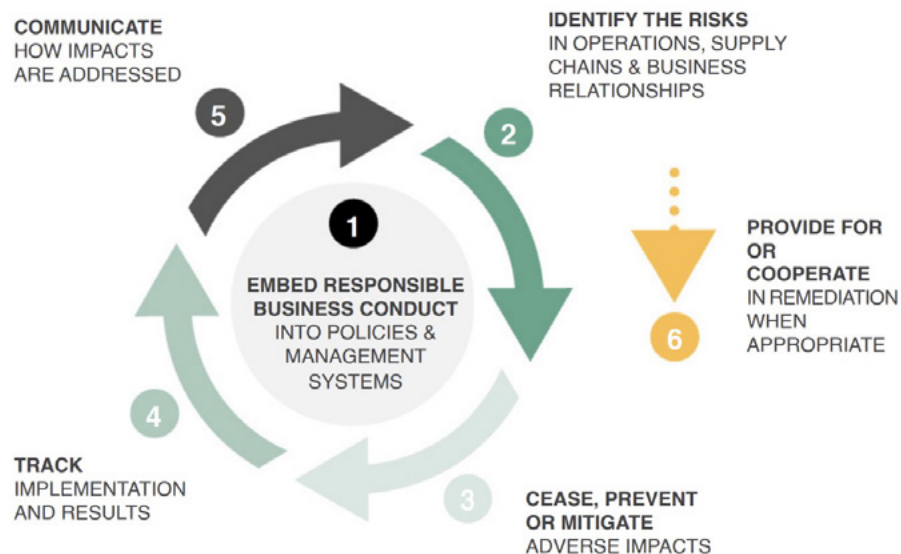 COMMUNICATE
HOW IMPACTS
ARE ADDRESSED
5
IDENTIFY THE RISKS
IN OPERATIONS, SUPPLY
CHAINS & BUSINESS
RELATIONSHIPS
2
1
EMBED RESPONSIBLE
BUSINESS CONDUCT
INTO POLICIES &
MANAGEMENT
SYSTEMS
PROVIDE FOR
OR
COOPERATE
IN REMEDIATION
WHEN
APPROPRIATE
6
4
TRACK
IMPLEMENTATION
AND RESULTS
3
CEASE, PREVENT
OR MITIGATE
ADVERSE IMPACTS